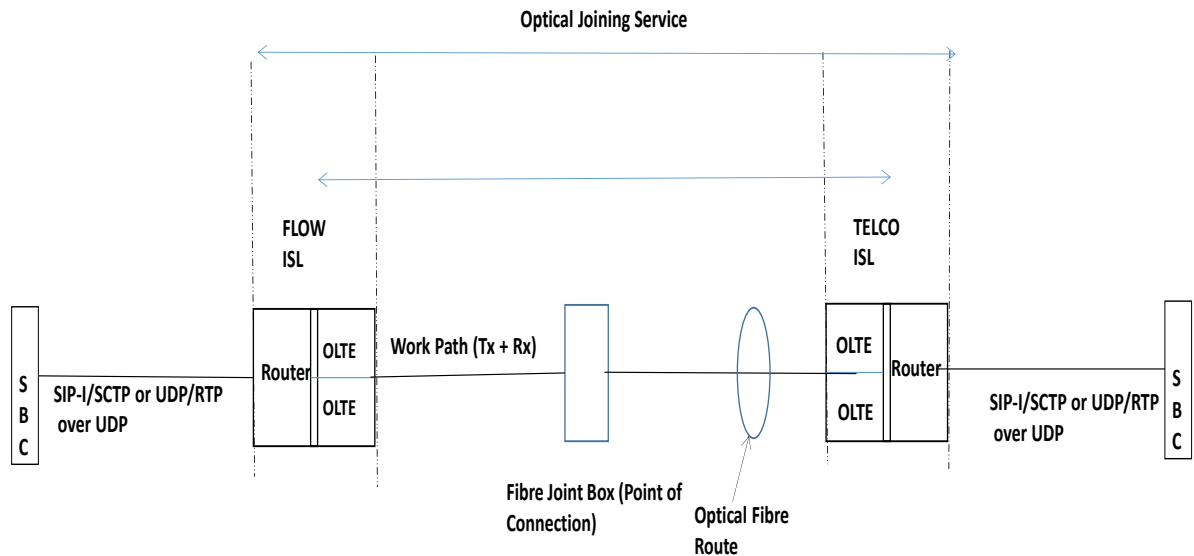 Optical Joining Service
FLOW
ISL
TELCO
ISL
S
B
C
SIP-I/SCTP or UDP/RTP
over UDP
Router
OLTE
OLTE
Work Path (Tx + Rx)
OLTE
OLTE
Router
SIP-I/SCTP or UDP/RTP
over UDP
S
B
C
Fibre Joint Box (Point of
Connection)
Optical Fibre
Route